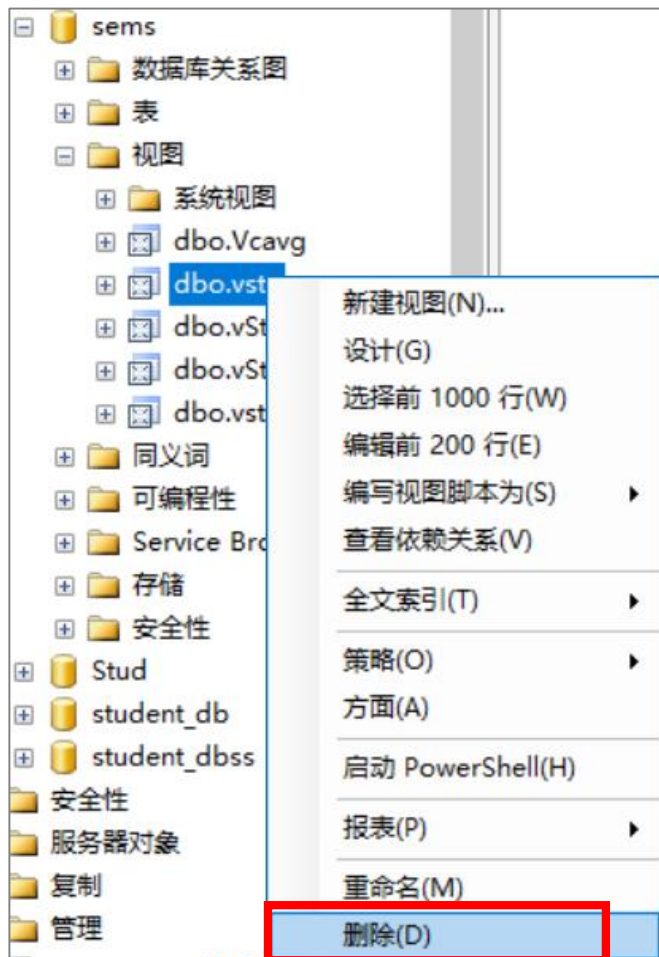 sems
数据库关系图
表
视图
系统视图
dbo.Vcavg
dbo.vst
dbo.vSt
dbo.vSt
dbo.vst
同义词
可编程性
Service Bro
存储
安全性
Stud
student_db
student_dbss
安全性
服务器对象
复制
管理
新建视图(N)...
设计(G)
选择前 1000 行(W)
编辑前 200 行(E)
编写视图脚本为(S)
查看依赖关系(V)
全文索引(T)
策略(O)
方面(A)
启动 PowerShell(H)
报表(P)
重命名(M)
删除(D)